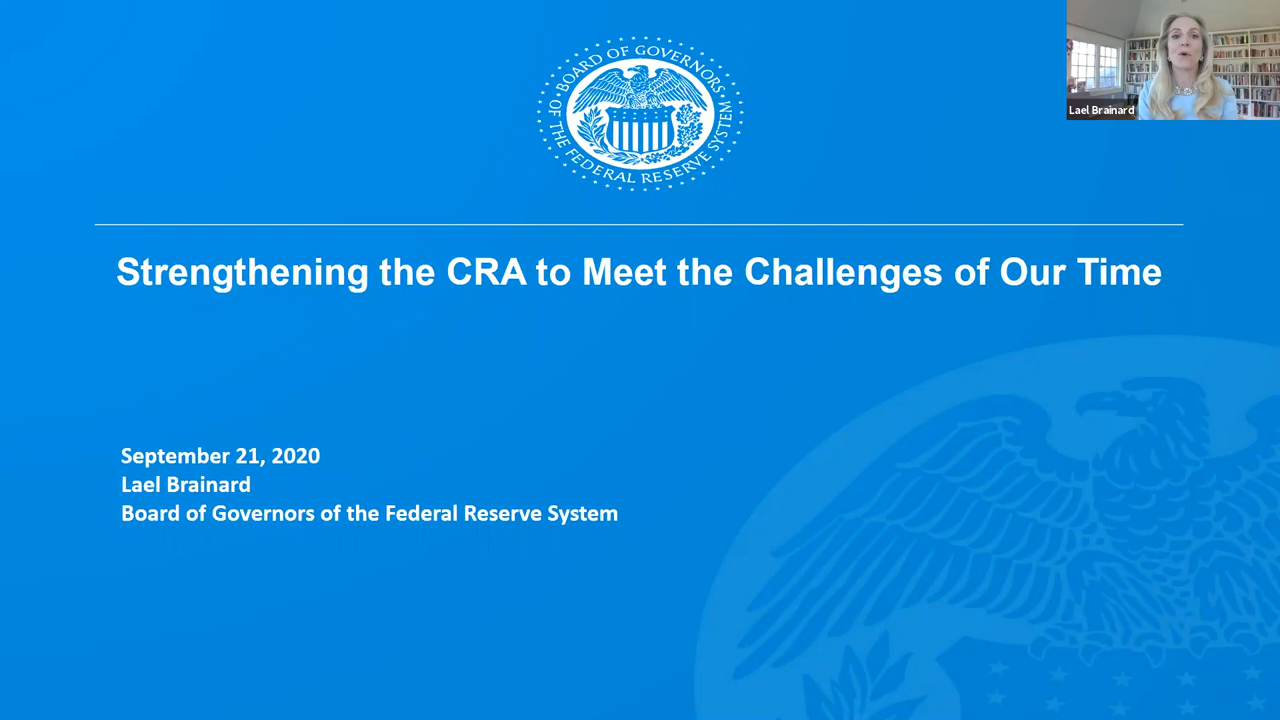 BOARD OF GOVERNORS
OF THE FEDERAL RESERVE SYSTEM
Lael Brainard
Strengthening the CRA to Meet the Challenges of Our Time
September 21, 2020
Lael Brainard
Board of Governors of the Federal Reserve System